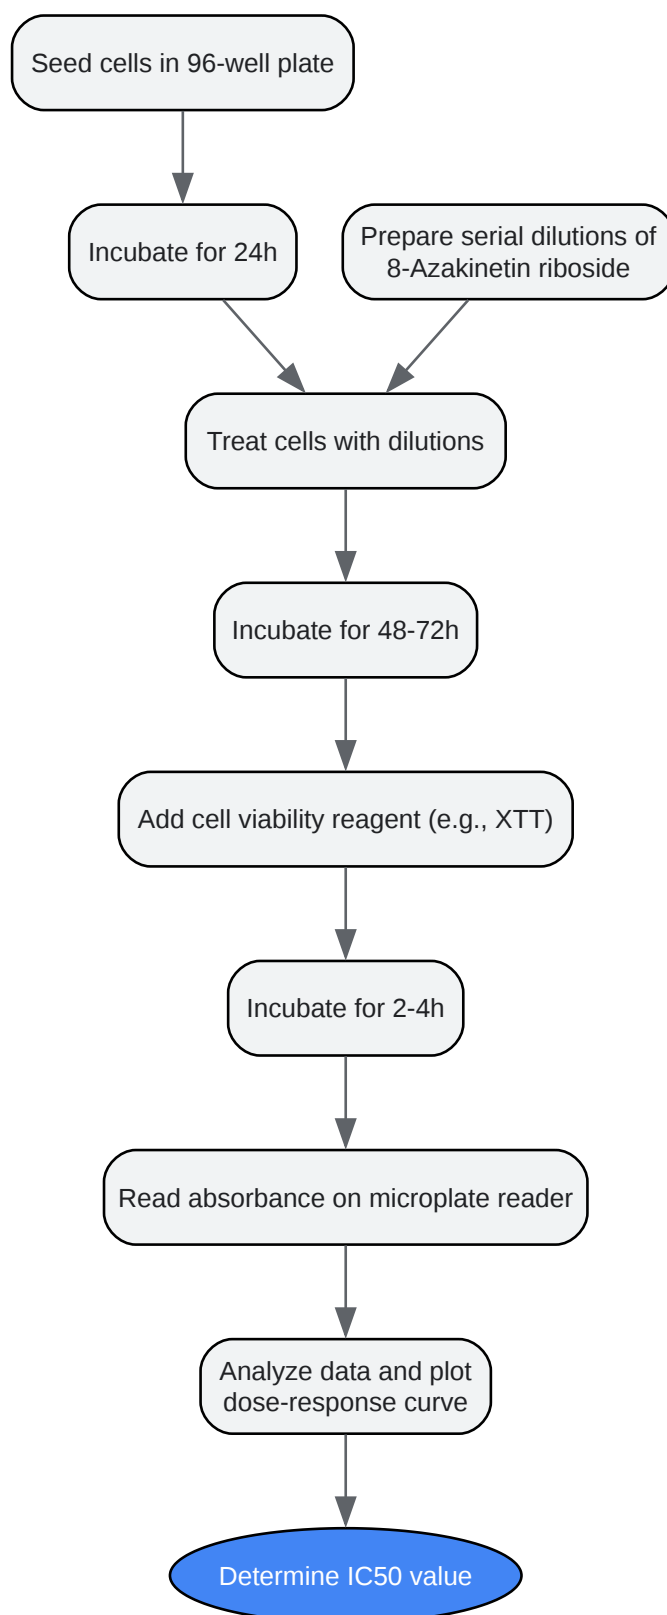 Seed cells in 96-well plate
Incubate for 24h
Prepare serial dilutions of
8-Azakinetin riboside
Treat cells with dilutions
Incubate for 48-72h
Add cell viability reagent (e.g., XTT)
Incubate for 2-4h
Read absorbance on microplate reader
Analyze data and plot
dose-response curve
Determine IC50 value